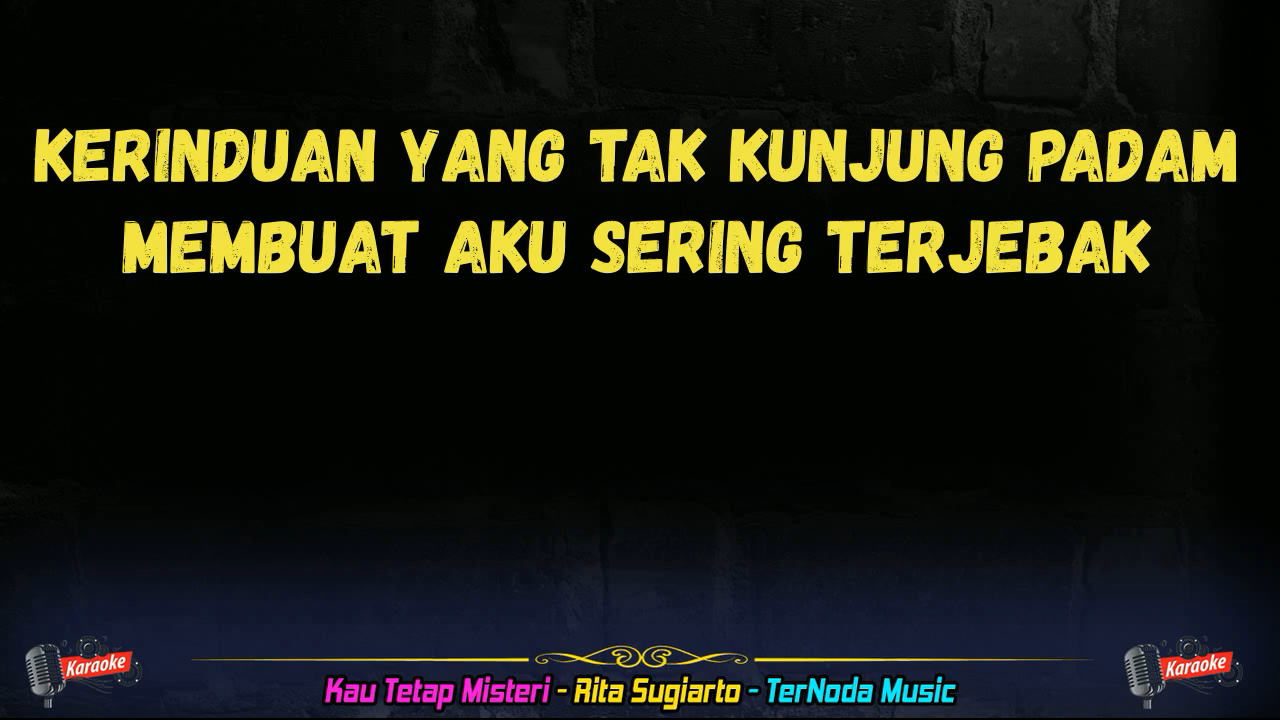 KERINDUAN YANG TAK KUNJUNG PADAM
MEMBUAT AKU SERING TERJEBAK
Karaoke
Karaoke
Kau Tetap Misteri - Rita Sugiarto - TerNoda Music